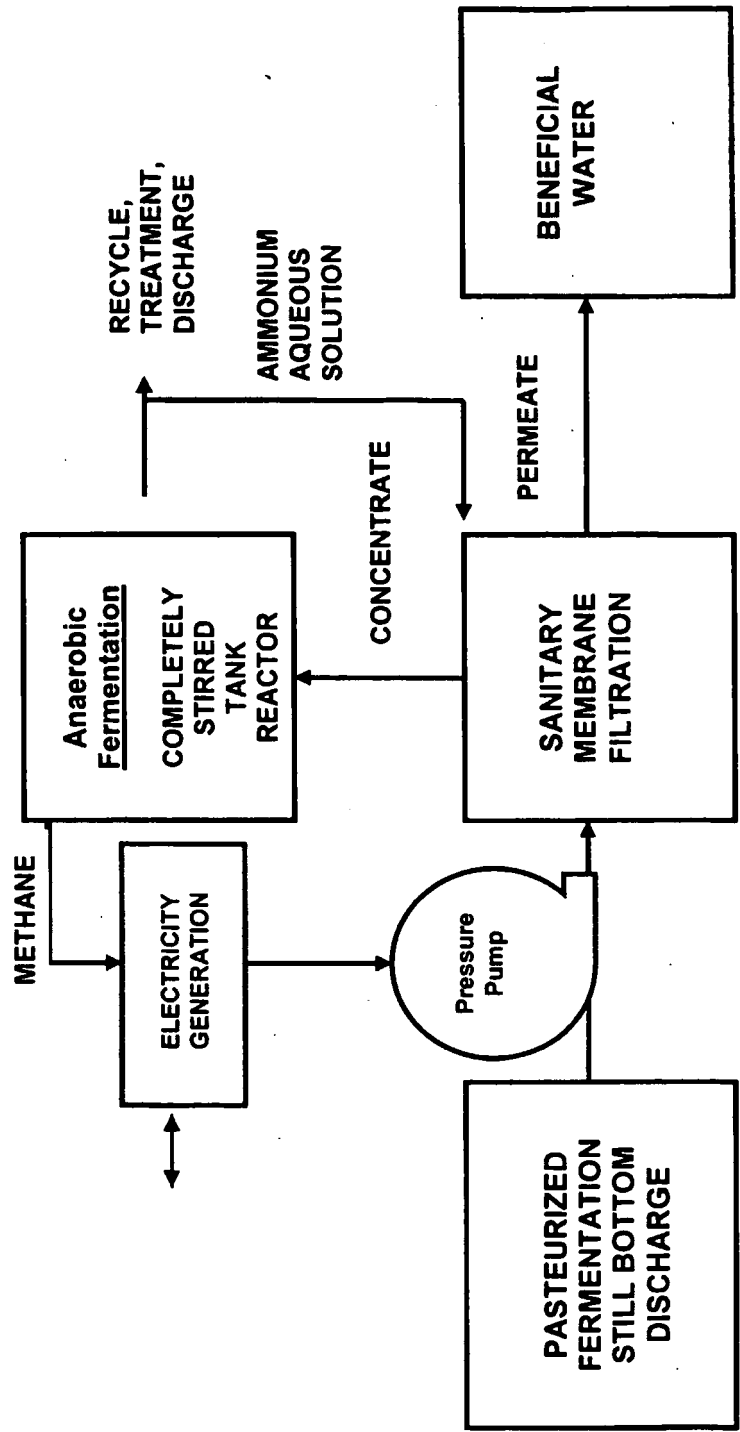 METHANE
Anaerobic
Fermentation
COMPLETELY
STIRRED
TANK
REACTOR
RECYCLE,
TREATMENT,
DISCHARGE
ELECTRICITY
GENERATION
AMMONIUM
AQUEOUS
SOLUTION
CONCENTRATE
Pressure
Pump
PASTEURIZED
FERMENTATION
STILL BOTTOM
DISCHARGE
SANITARY
MEMBRANE
FILTRATION
PERMEATE
BENEFICIAL
WATER